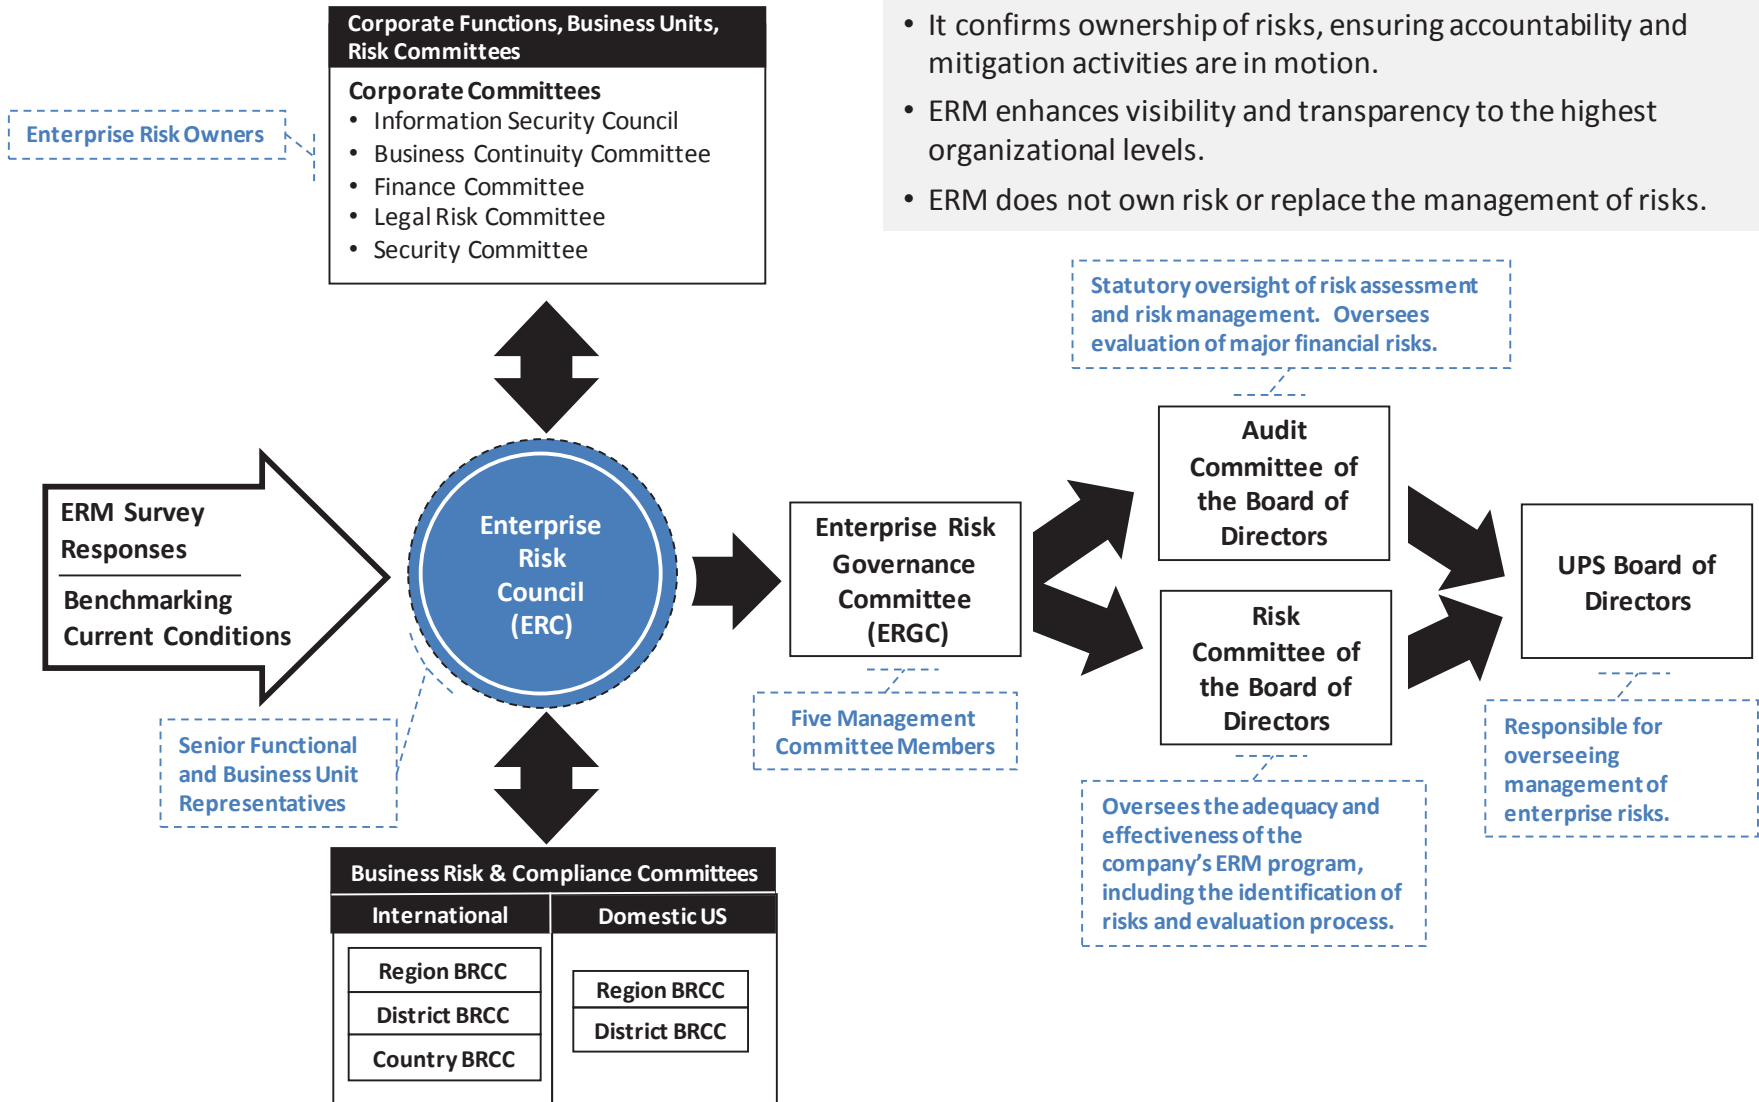 Corporate Functions, Business Units,
Risk Committees
Corporate Committees
• Information Security Council
• Business Continuity Committee
• Finance Committee
• Legal Risk Committee
• Security Committee
Enterprise Risk Owners
• It confirms ownership of risks, ensuring accountability and
mitigation activities are in motion.
• ERM enhances visibility and transparency to the highest
organizational levels.
• ERM does not own risk or replace the management of risks.
ERM Survey
Responses
Benchmarking
Current Conditions
Enterprise
Risk
Council
(ERC)
Senior Functional
and Business Unit
Representatives
Enterprise Risk
Governance
Committee
(ERGC)
Five Management
Committee Members
Statutory oversight of risk assessment
and risk management. Oversees
evaluation of major financial risks.
Audit
Committee of
the Board of
Directors
Risk
Committee of
the Board of
Directors
Oversees the adequacy and
effectiveness of the
company's ERM program,
including the identification of
risks and evaluation process.
UPS Board of
Directors
Responsible for
overseeing
management of
enterprise risks.
Business Risk & Compliance Committees
International
Region BRCC
District BRCC
Country BRCC
Domestic US
Region BRCC
District BRCC